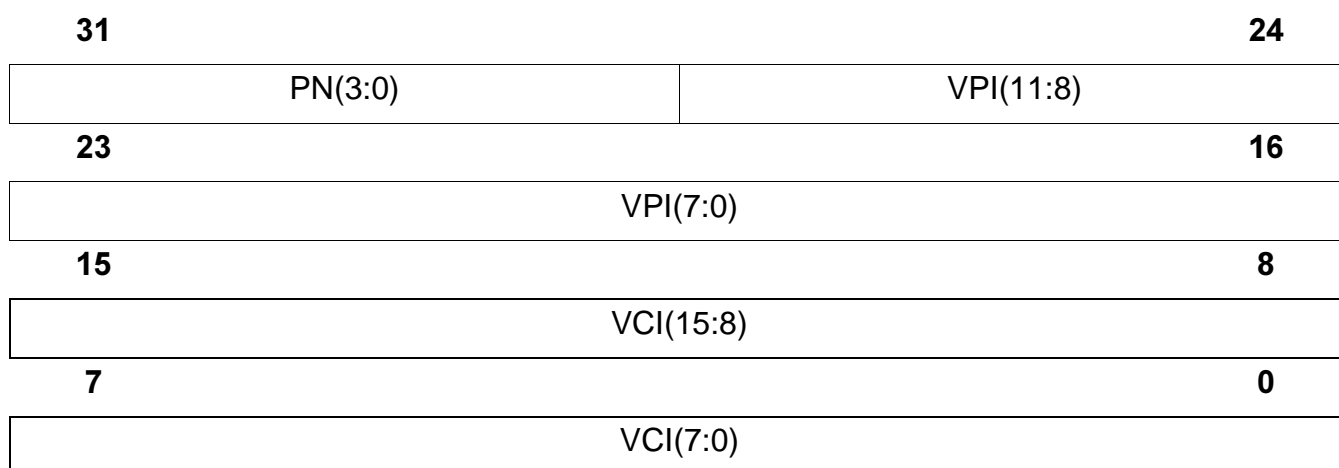 31 24
PN(3:0) VPI(11:8)
23 16
VPI(7:0)
15 8
VCI(15:8)
7 0
VCI(7:0)